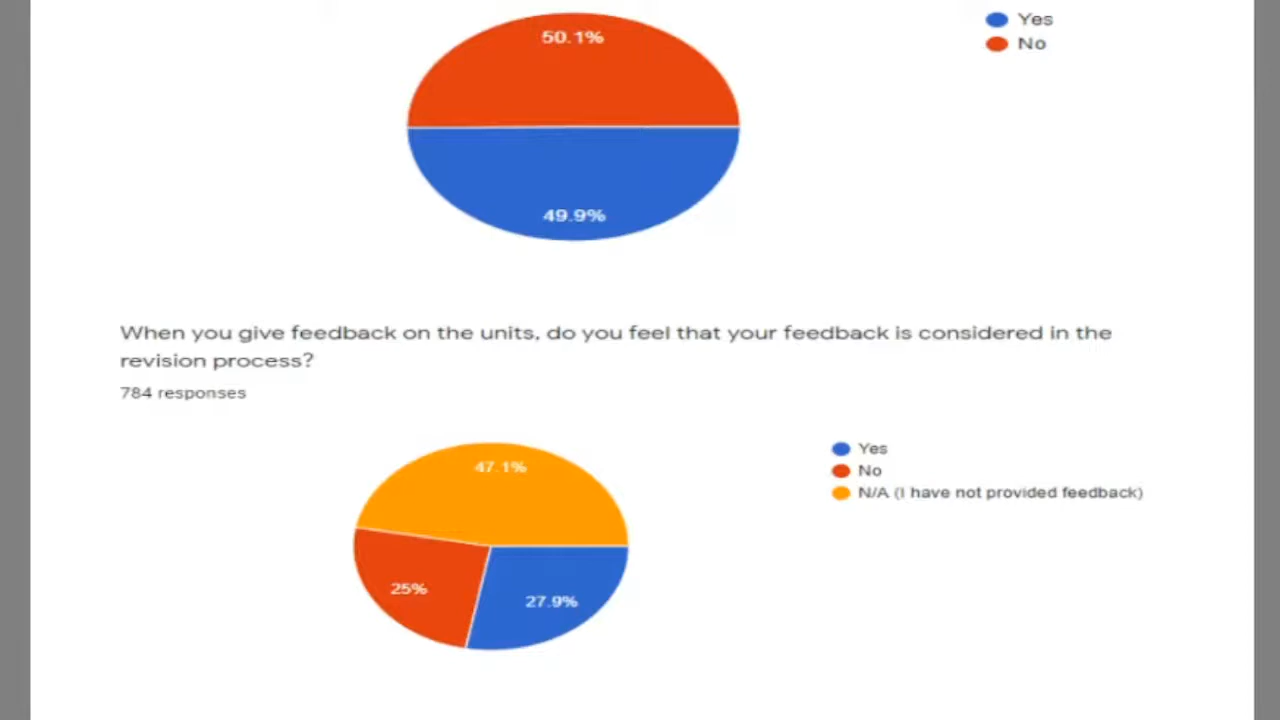 50.1%
Yes
No
49.9%
When you give feedback on the units, do you feel that your feedback is considered in the
revision process?
784 responses
47.1%
Yes
No
N/A (I have not provided feedback)
25%
27.9%